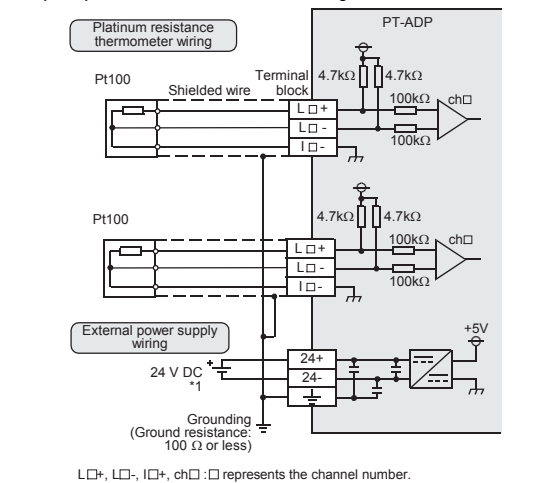 Platinum resistance
thermometer wiring
PT-ADP
Pt100
Shielded wire
Terminal
block
4.7kΩ
4.7kΩ
100kΩ
ch□
L□+
L□-
I□-
100kΩ
Pt100
4.7kΩ
4.7kΩ
100kΩ
ch□
L□+
L□-
I□-
100kΩ
External power supply
wiring
+5V
24 V DC
*1
+
24+
24-
Grounding
(Ground resistance:
100 Ω or less)
L□+, L□-, I□+, ch□:□ represents the channel number.